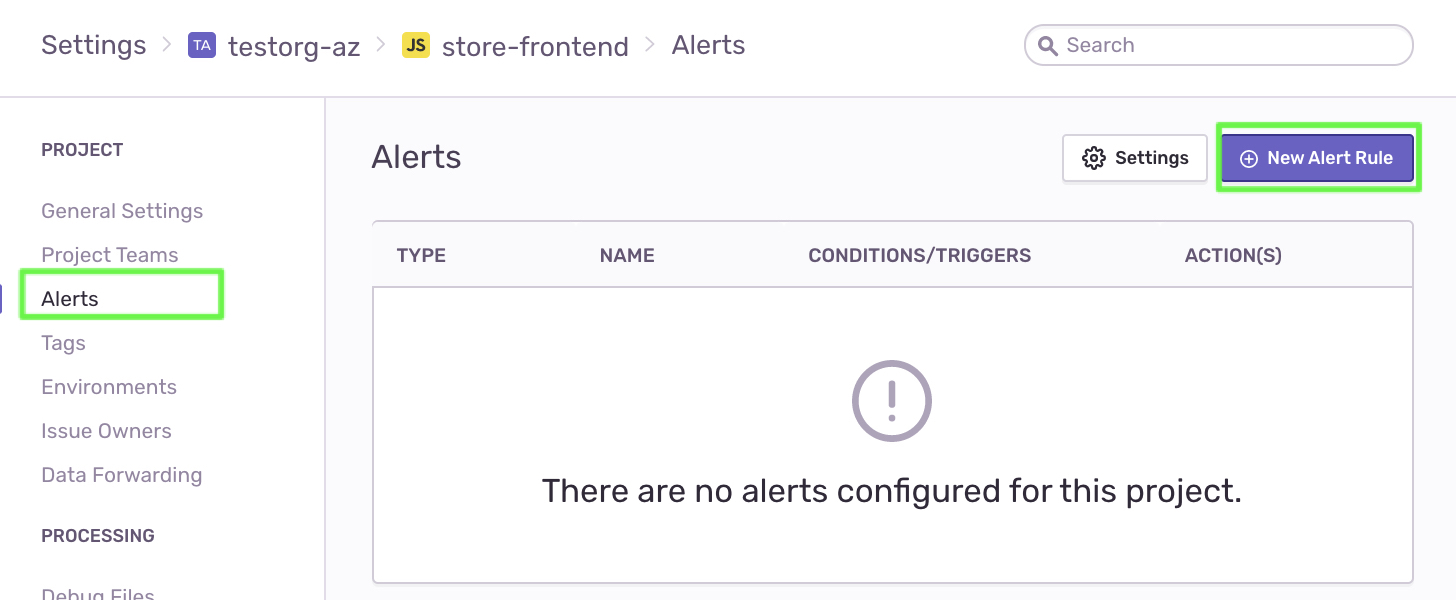 Settings > TA testorg-az > JS store-frontend > Alerts
Search
PROJECT
General Settings
Project Teams
Alerts
Tags
Environments
Issue Owners
Data Forwarding
PROCESSING
Debug Files
Alerts
Settings
New Alert Rule
TYPE NAME CONDITIONS/TRIGGERS ACTION(S)
There are no alerts configured for this project.